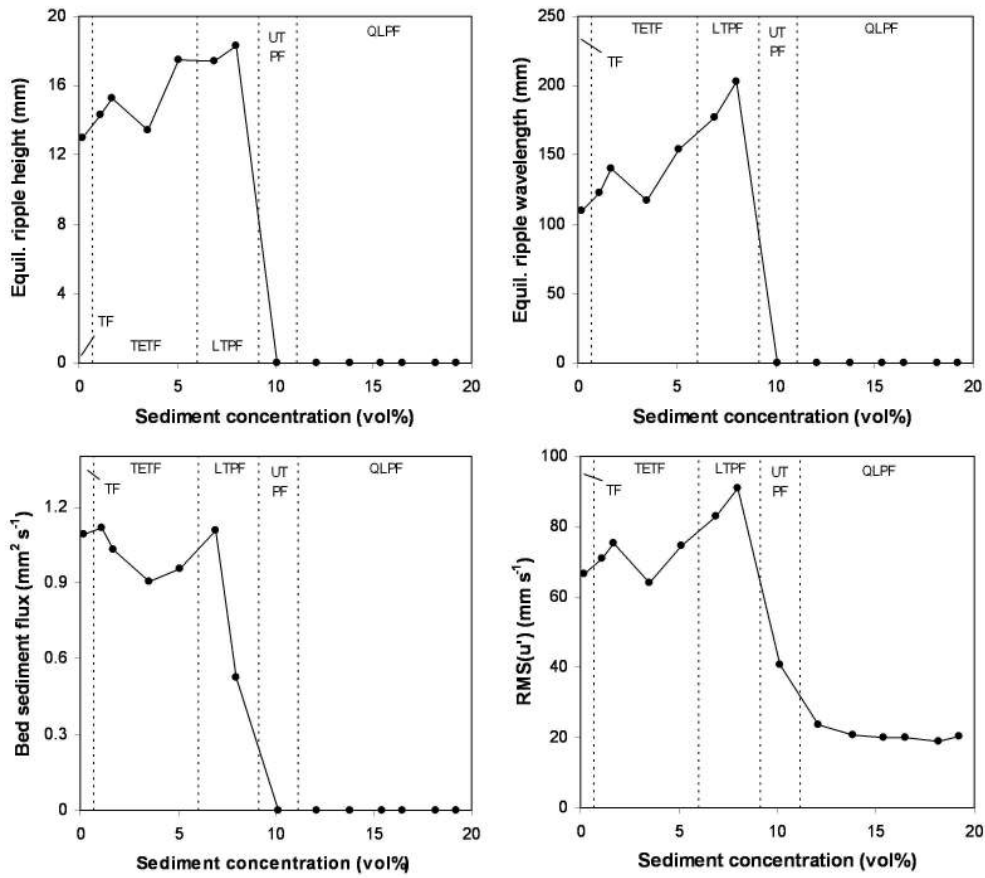 Equil. ripple height (mm)
20
16
12
8
4
0
TF
TETF
LTPF
UT
PF
QLPF
0 5 10 15 20
Sediment concentration (vol%)
Equil. ripple wavelength (mm)
250
200
150
100
50
0
TF
TETF
LTPF
UT
PF
QLPF
0 5 10 15 20
Sediment concentration (vol%)
Bed sediment flux (mm² s⁻¹)
1.2
0.9
0.6
0.3
0
TF
TETF
LTPF
UT
PF
QLPF
0 5 10 15 20
Sediment concentration (vol%)
RMS(u') (mm s⁻¹)
100
80
60
40
20
0
TF
TETF
LTPF
UT
PF
QLPF
0 5 10 15 20
Sediment concentration (vol%)